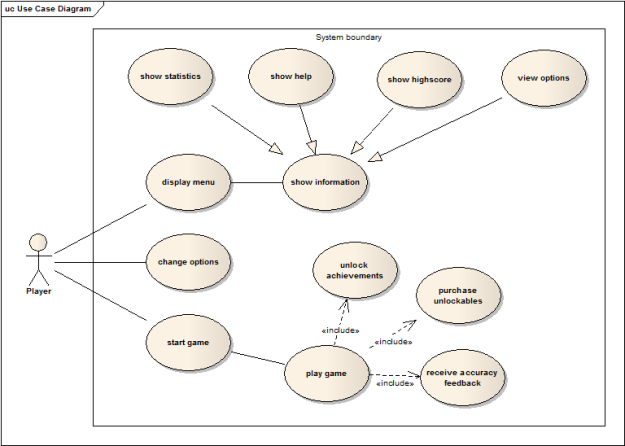 uc Use Case Diagram
System boundary
show statistics
show help
show highscore
view options
display menu
show information
change options
Player
unlock
achievements
purchase
unlockables
start game
«include»
«include»
play game
«include»
receive accuracy
feedback